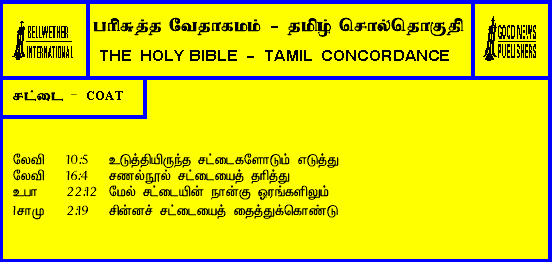 BELLWETHER
INTERNATIONAL
பரிசுத்த வேதாகமம் - தமிழ் சொல்தொகுதி
THE HOLY BIBLE - TAMIL CONCORDANCE
GOOD NEWS
PUBLISHERS
சட்டை - COAT
லேவி 10:5 உடுத்தியிருந்த சட்டைகளோடும் எடுத்து
லேவி 16:4 சணல்நூல் சட்டையைத் தரித்து
உபா 22:12 மேல் சட்டையின் நான்கு ஓரங்களிலும்
1சாமு 2:19 சின்னச் சட்டையைத் தைத்துக்கொண்டு